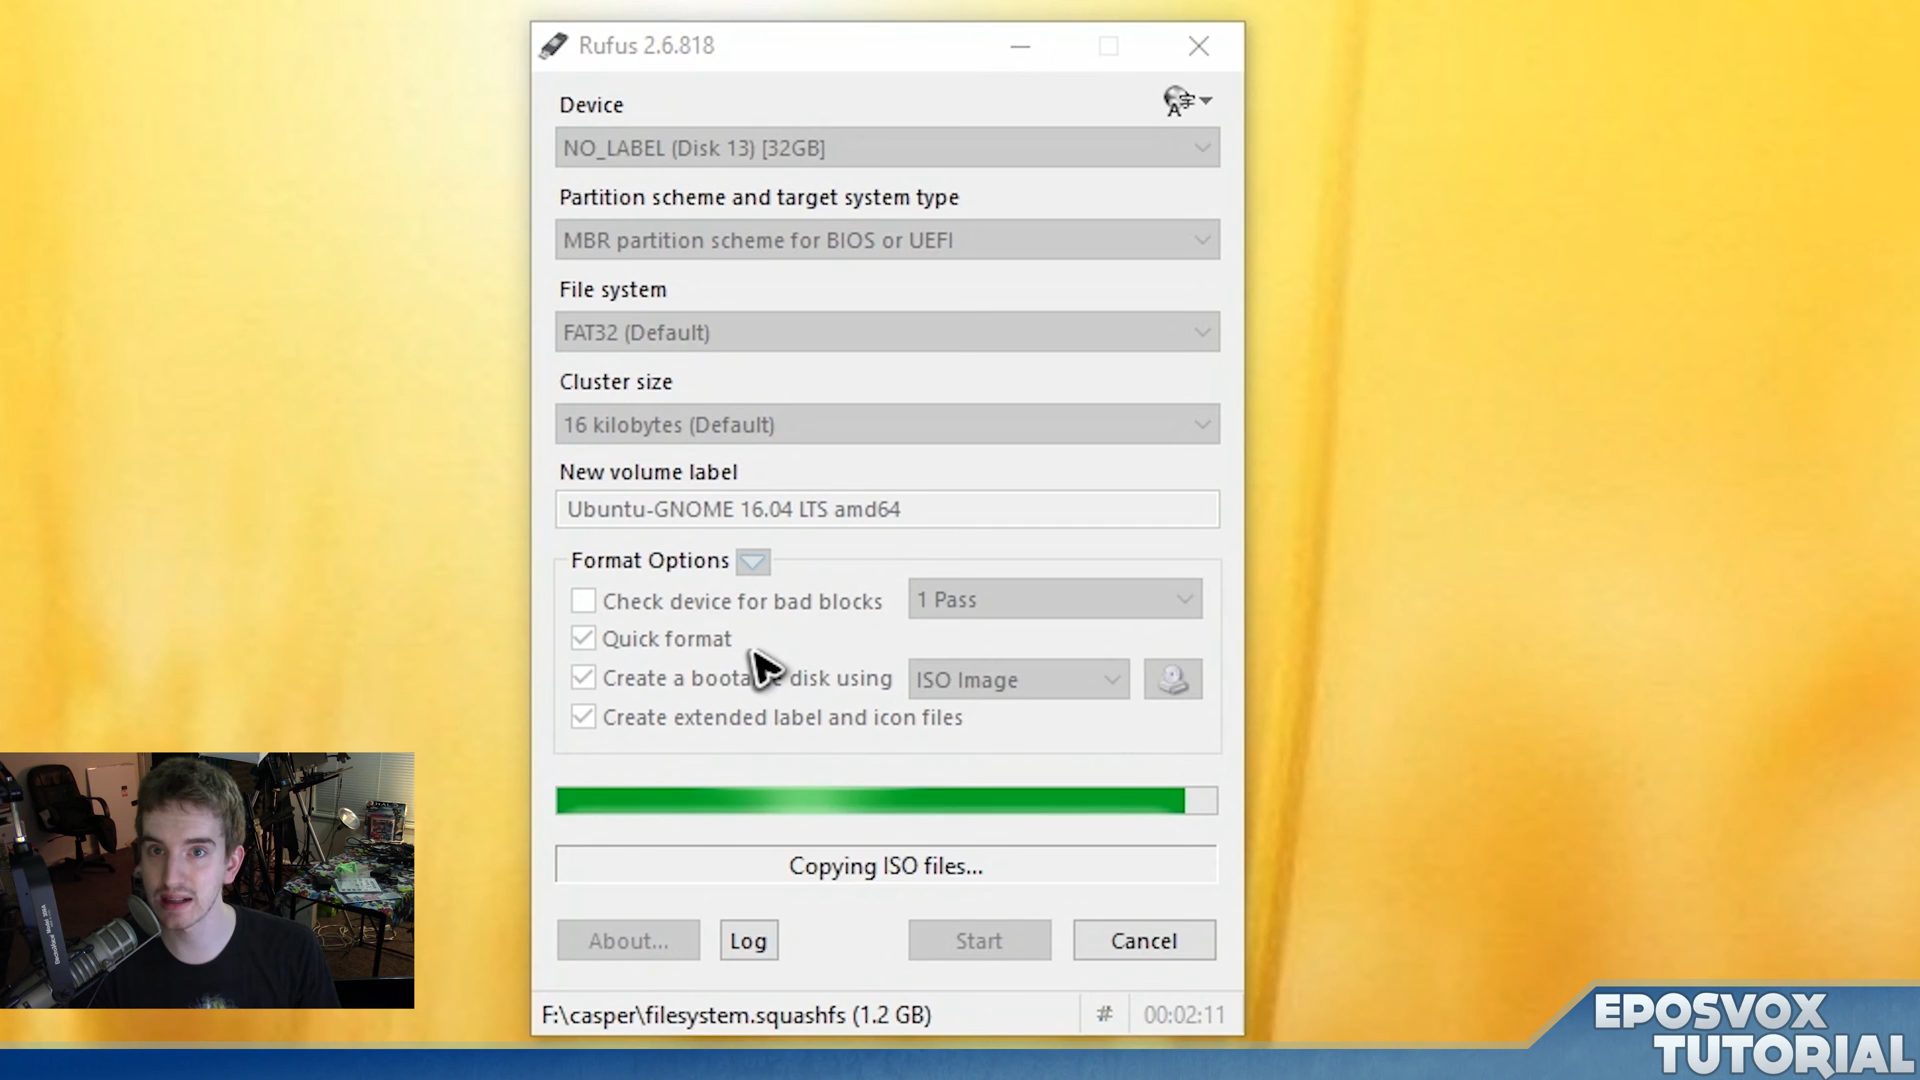 Rufus 2.6.818
Device
NO_LABEL (Disk 13) [32GB]
Partition scheme and target system type
MBR partition scheme for BIOS or UEFI
File system
FAT32 (Default)
Cluster size
16 kilobytes (Default)
New volume label
Ubuntu-GNOME 16.04 LTS amd64
Format Options
Check device for bad blocks
1 Pass
Quick format
Create a boota e disk using
ISO Image
Create extended label and icon files
Copying ISO files...
About...
Log
Start
Cancel
F:\casper\filesystem.squashfs (1.2 GB)
#
00:02:11
EPOSVOX
TUTORIAL